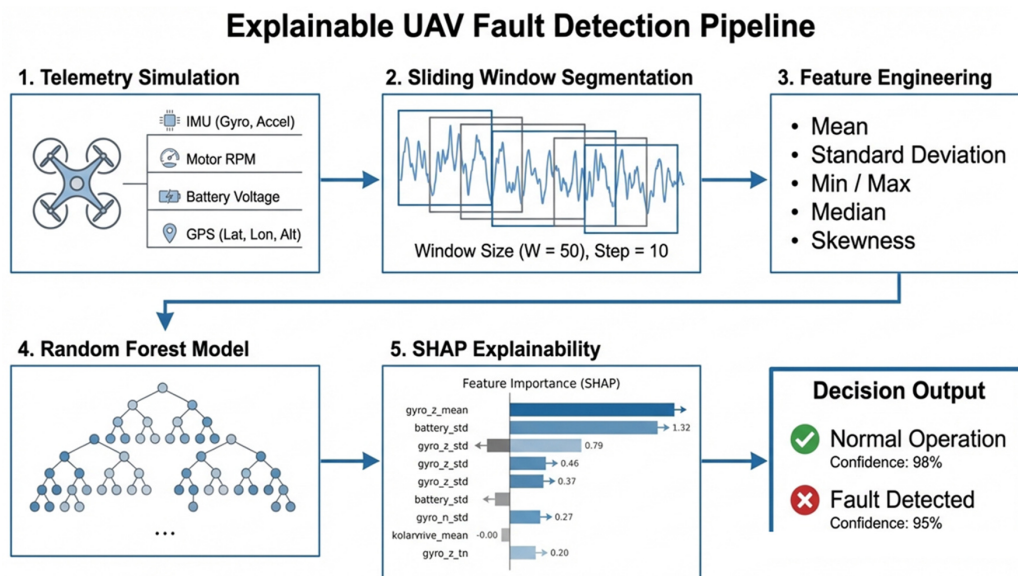 Explainable UAV Fault Detection Pipeline
1. Telemetry Simulation
IMU (Gyro, Accel)
Motor RPM
Battery Voltage
GPS (Lat, Lon, Alt)
2. Sliding Window Segmentation
Window Size (W = 50), Step = 10
3. Feature Engineering
• Mean
• Standard Deviation
• Min / Max
• Median
• Skewness
4. Random Forest Model
...
5. SHAP Explainability
Feature Importance (SHAP)
gyro_z_mean
battery_std 1.32
gyro_z_std 0.79
gyro_z_std 0.46
gyro_z_std 0.37
battery_std
gyro_n_std 0.27
kolanнive_mean -0.00
gyro_z_tn 0.20
Decision Output
Normal Operation
Confidence: 98%
Fault Detected
Confidence: 95%